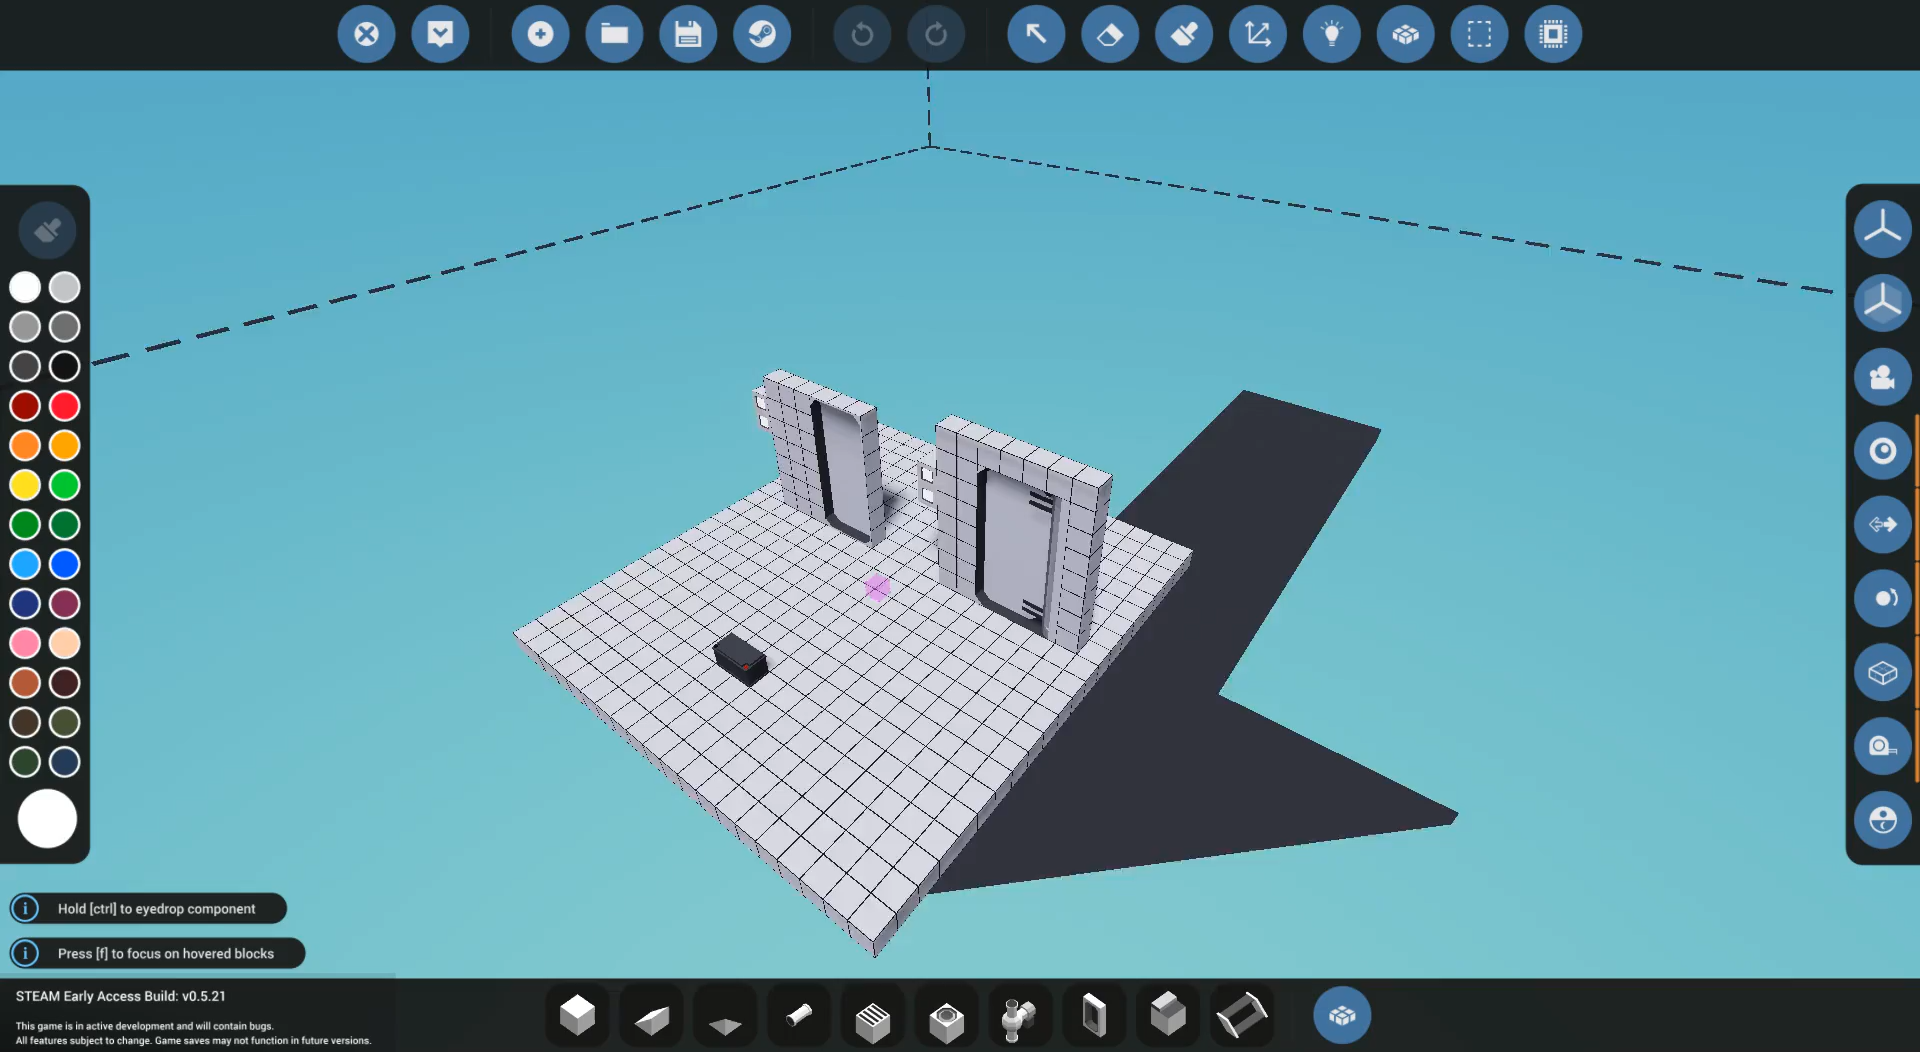 Hold [ctrl] to eyedrop component
Press [f] to focus on hovered blocks
STEAM Early Access Build: v0.5.21
This game is in active development and will contain bugs.
All features subject to change. Game saves may not function in future versions.